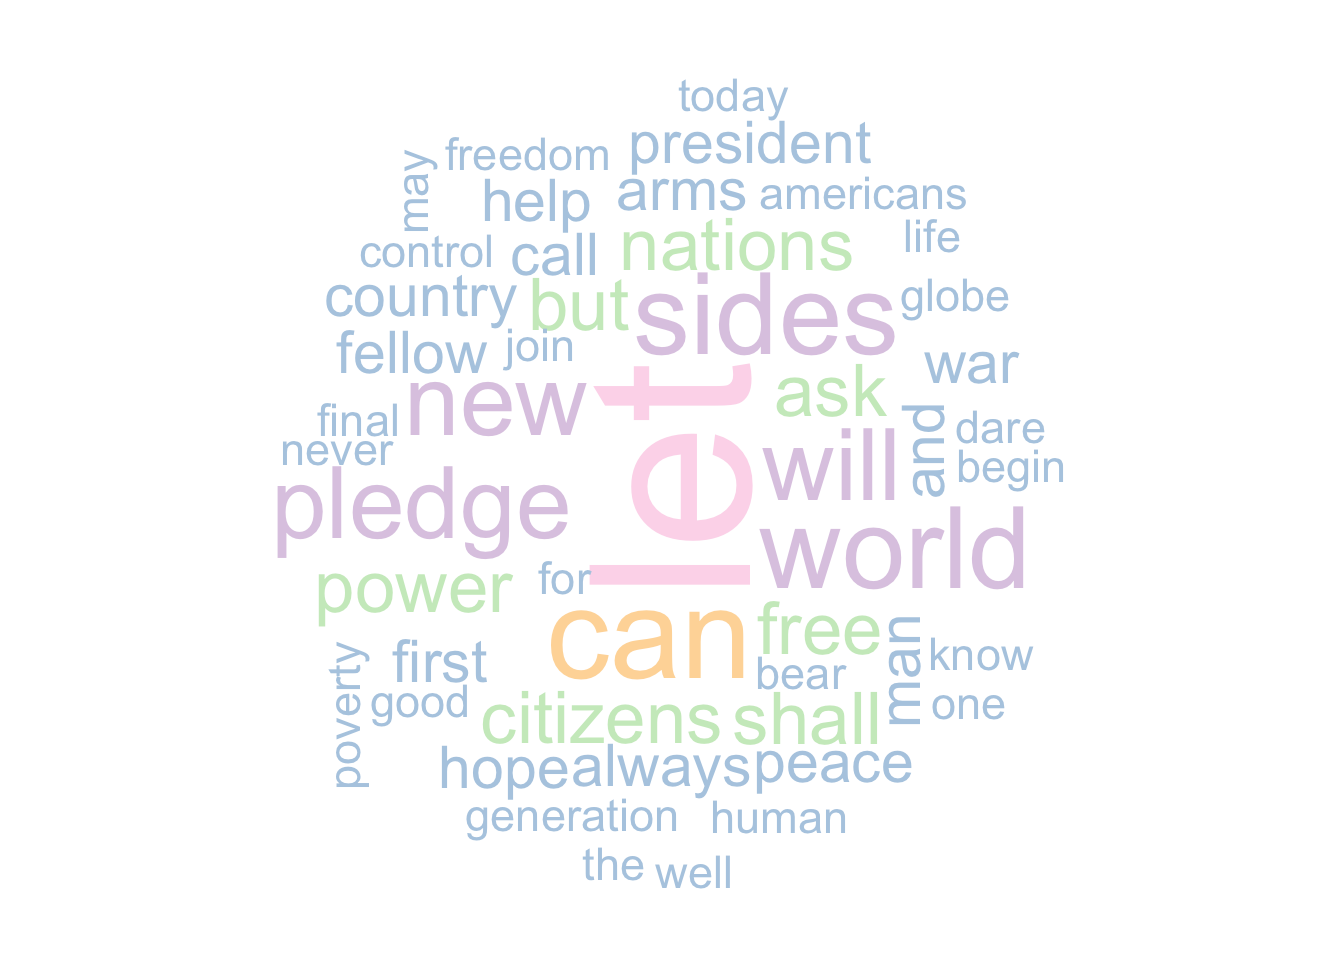 today
president
freedom
may
help
arms
americans
life
control
call
nations
country
but
sides
globe
fellow
join
war
new
let
ask
final
never
will
and
dare
begin
pledge
world
power
for
can
free
man
know
first
bear
poverty
good
one
citizens
shall
hope
always
peace
generation
human
the
well